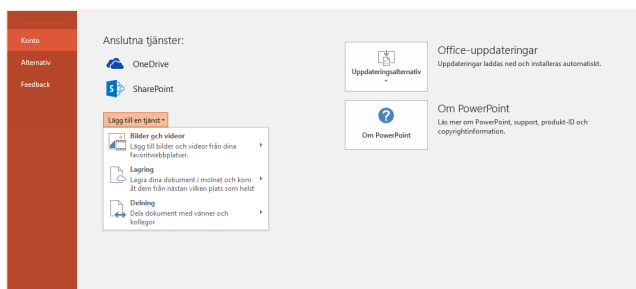 Konto
Alternativ
Feedback
Anslutna tjänster:
OneDrive
SharePoint
Lägg till en tjänst
Bilder och videor
Lägg till bilder och videor från dina
favoritwebbplatser.
Lagring
Lagra dina dokument i molnet och kom
åt dem från nästan vilken plats som helst
Delning
Dela dokument med vänner och
kollegor
Uppdateringsalternativ
Office-uppdateringar
Uppdateringar laddas ned och installeras automatiskt.
Om PowerPoint
Om PowerPoint
Läs mer om PowerPoint, support, produkt-ID och
copyrightinformation.